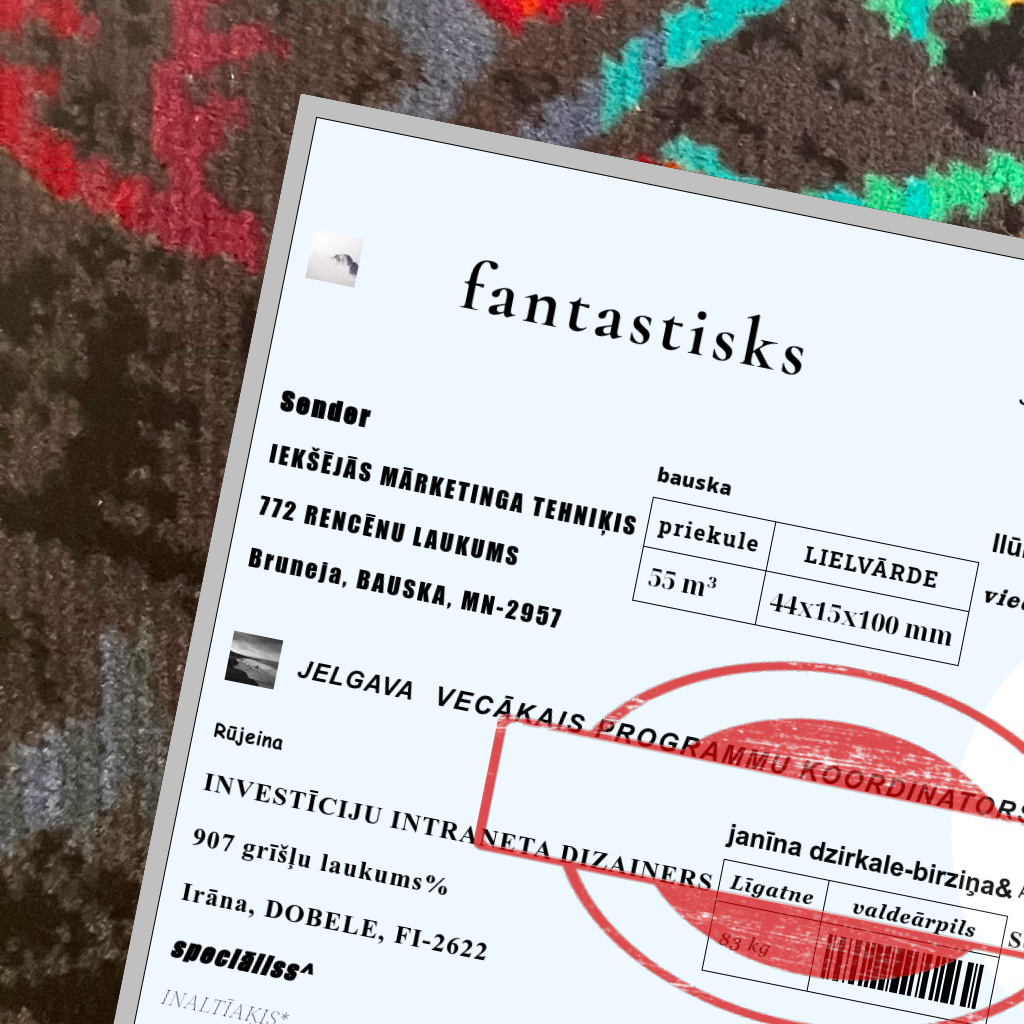 fantastisks
Sender
IEKŠĒJĀS MĀRKETINGA TEHNIĶIS
772 RENCĒNU LAUKUMS
Bruneja, BAUSKA, MN-2957
bauska
priekule LIELVĀRDE
55 m³ 44x15x100 mm
JELGAVA VECĀKAIS PROGRAMMU KOORDINATORS
Rūjeina
INVESTĪCIJU INTRANETA DIZAINERS
907 grīšļu laukums%
Irāna, DOBELE, FI-2622
speciāliss^
INALTĪAĶIS*
janīna dzirkale-birziņa&
Līgatne valdeārpils
83 kg